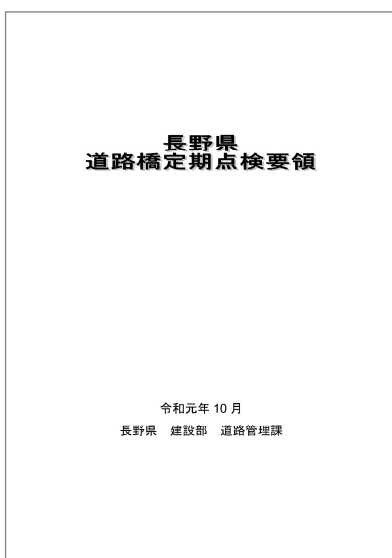 長野県
道路橋定期点検要領
令和元年 10 月
長野県　建設部　道路管理課